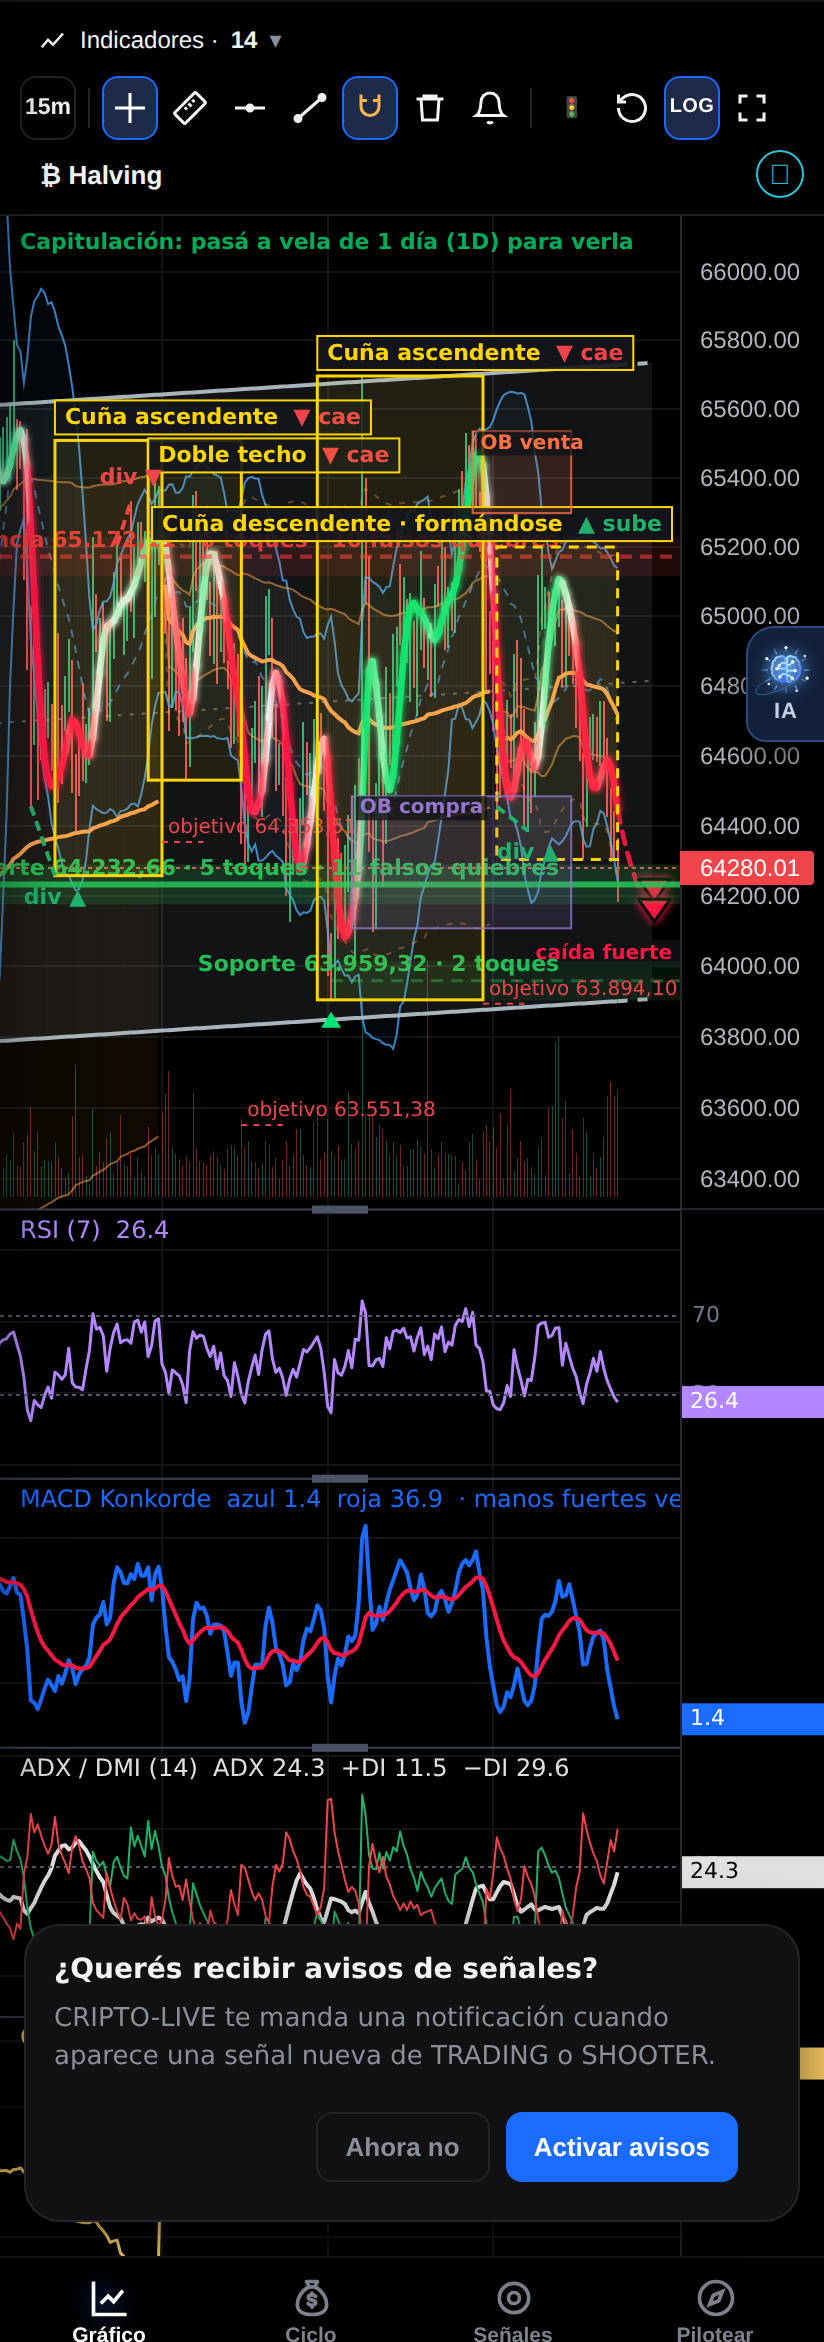 Indicadores · 14 ▾
15m
LOG
₿ Halving
Capitulación: pasá a vela de 1 día (1D) para verla
66000.00
65800.00
Cuña ascendente ▼ cae
65600.00
Cuña ascendente ▼ cae
OB venta
Doble techo ▼ cae
65400.00
div ▼
Cuña descendente · formándose ▲ sube
65200.00
65000.00
IA
64600.00
OB compra
objetivo 64.353,5
64400.00
div ▲
64.232,66 · 5 toques · 11 falsos quiebres
64280.01
64200.00
div ▲
caída fuerte
Soporte 63.959,32 · 2 toques
64000.00
objetivo 63.894,10
63800.00
objetivo 63.551,38
63600.00
63400.00
RSI (7) 26.4
70
26.4
MACD Konkorde azul 1.4 roja 36.9 · manos fuertes ve
1.4
ADX / DMI (14) ADX 24.3 +DI 11.5 −DI 29.6
24.3
¿Querés recibir avisos de señales?
CRIPTO-LIVE te manda una notificación cuando
aparece una señal nueva de TRADING o SHOOTER.
Ahora no
Activar avisos
Gráfico
Ciclo
Señales
Pilotear